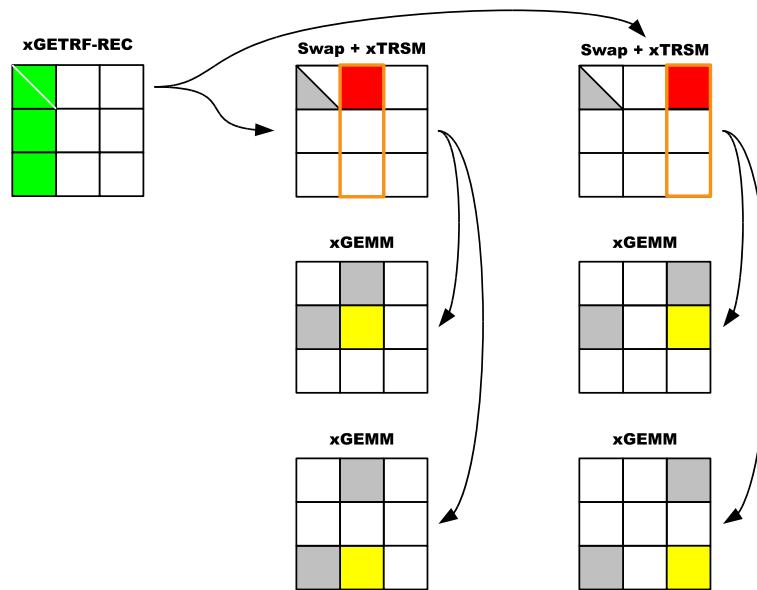 xGETRF-REC
Swap + xTRSM
Swap + xTRSM
xGEMM
xGEMM
xGEMM
xGEMM